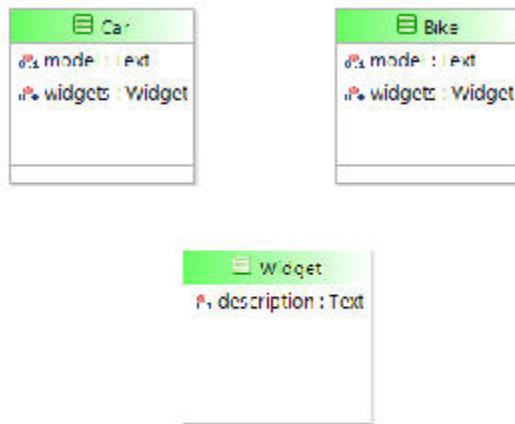 Car
model : Text
widgets : Widget
Bike
model : Text
widgets : Widget
Widget
description : Text